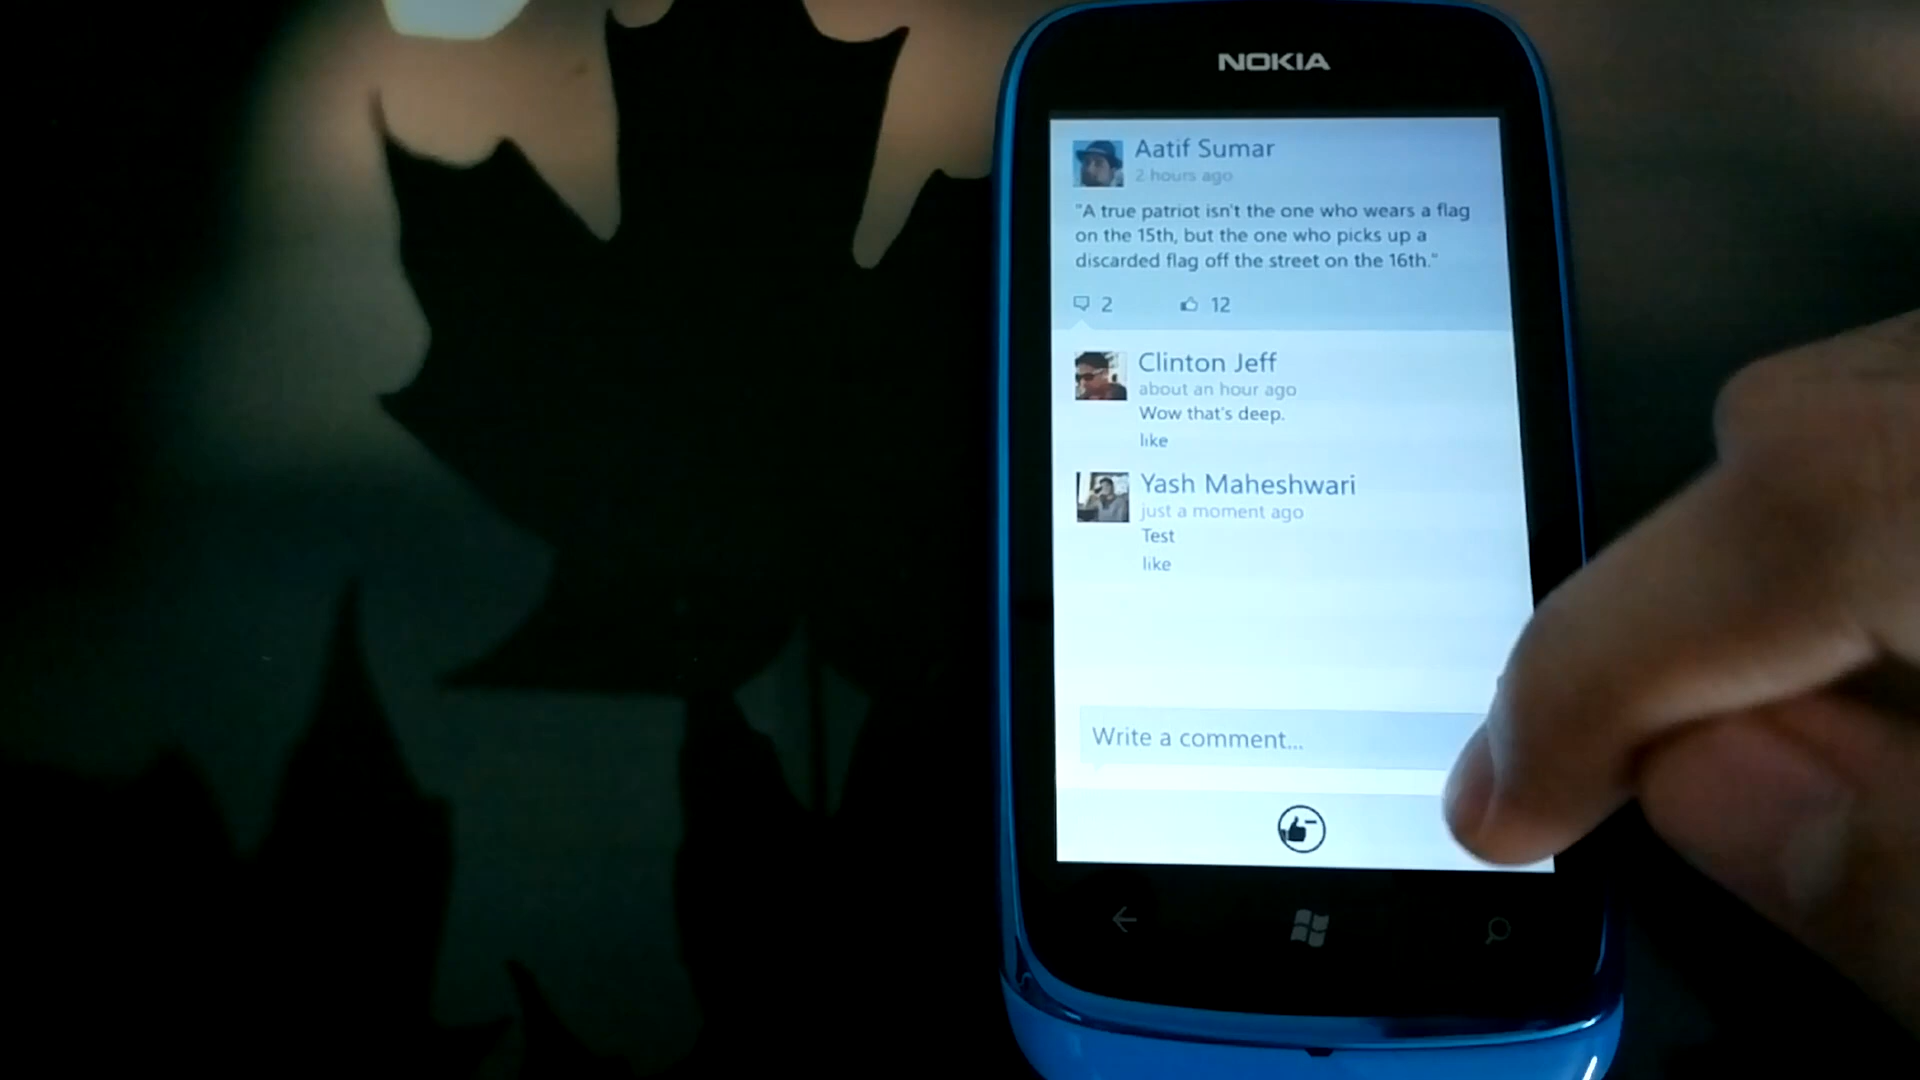 NOKIA
Aatif Sumar
2 hours ago
"A true patriot isn't the one who wears a flag
on the 15th, but the one who picks up a
discarded flag off the street on the 16th."
2 12
Clinton Jeff
about an hour ago
Wow that's deep.
like
Yash Maheshwari
just a moment ago
Test
like
Write a comment...